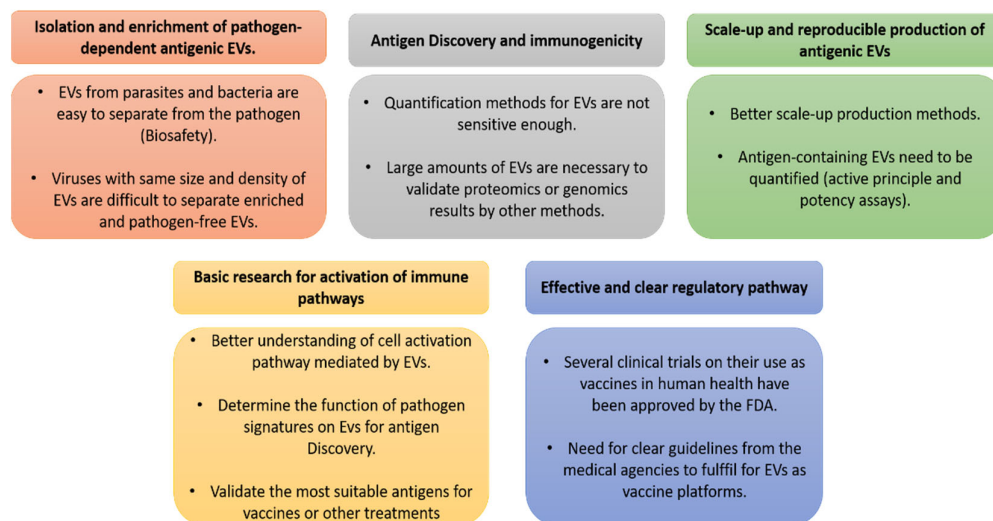 Isolation and enrichment of pathogen-
dependent antigenic EVs.
• EVs from parasites and bacteria are
easy to separate from the pathogen
(Biosafety).
• Viruses with same size and density of
EVs are difficult to separate enriched
and pathogen-free EVs.
Antigen Discovery and immunogenicity
• Quantification methods for EVs are not
sensitive enough.
• Large amounts of EVs are necessary to
validate proteomics or genomics
results by other methods.
Scale-up and reproducible production of
antigenic EVs
• Better scale-up production methods.
• Antigen-containing EVs need to be
quantified (active principle and
potency assays).
Basic research for activation of immune
pathways
• Better understanding of cell activation
pathway mediated by EVs.
• Determine the function of pathogen
signatures on Evs for antigen
Discovery.
• Validate the most suitable antigens for
vaccines or other treatments
Effective and clear regulatory pathway
• Several clinical trials on their use as
vaccines in human health have
been approved by the FDA.
• Need for clear guidelines from the
medical agencies to fulffil for EVs as
vaccine platforms.